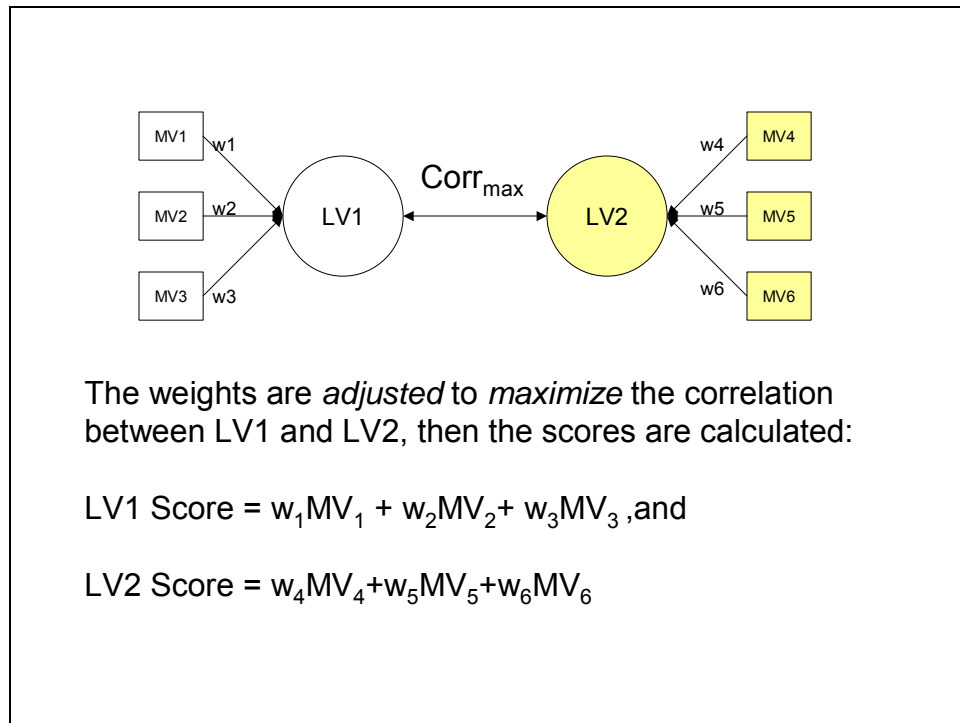 MV1 w1 w4 MV4
Corr_max
MV2 w2 LV1 LV2 w5 MV5
MV3 w3 w6 MV6
The weights are adjusted to maximize the correlation
between LV1 and LV2, then the scores are calculated:
LV1 Score = w₁MV₁ + w₂MV₂+ w₃MV₃ ,and
LV2 Score = w₄MV₄+w₅MV₅+w₆MV₆